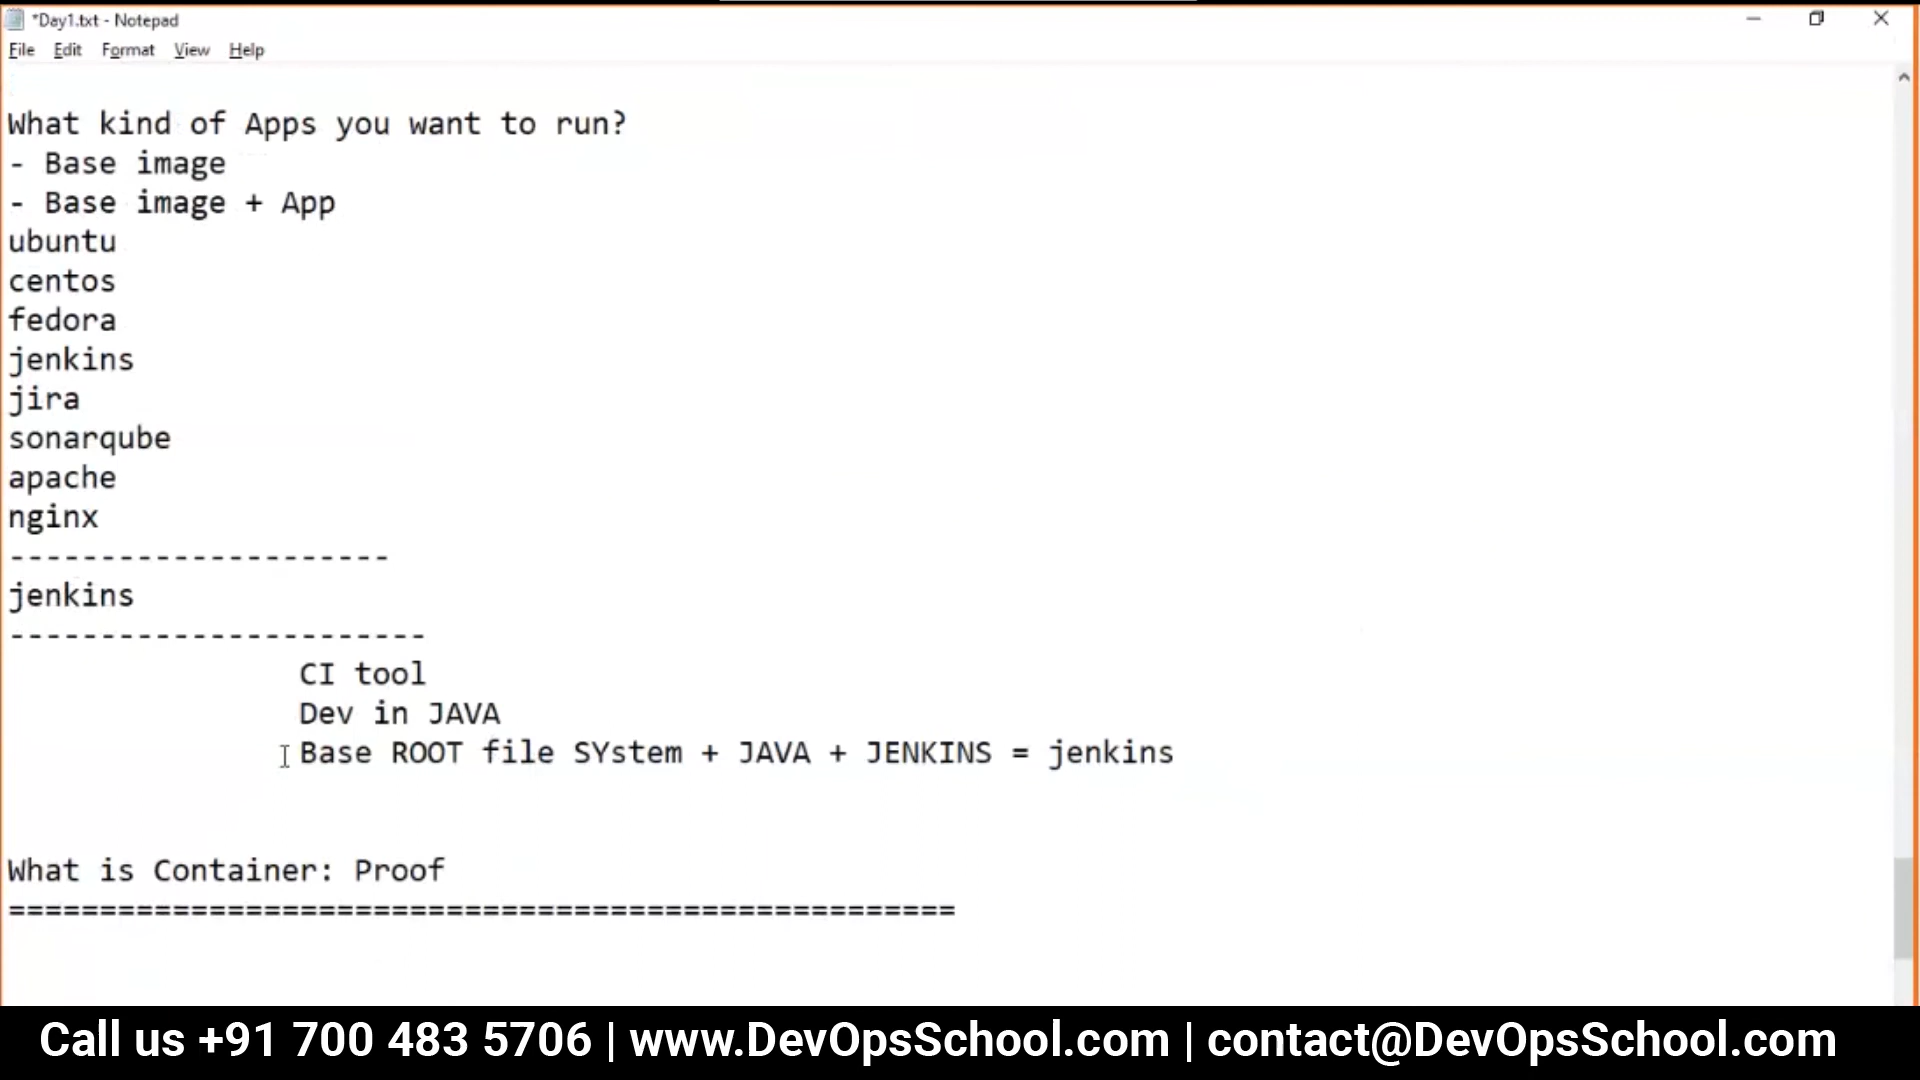 *Day1.txt - Notepad
File Edit Format View Help
What kind of Apps you want to run?
- Base image
- Base image + App
ubuntu
centos
fedora
jenkins
jira
sonarqube
apache
nginx
---------------------
jenkins
-----------------------
CI tool
Dev in JAVA
Base ROOT file SYstem + JAVA + JENKINS = jenkins
What is Container: Proof
====================================================
Call us +91 700 483 5706 | www.DevOpsSchool.com | contact@DevOpsSchool.com